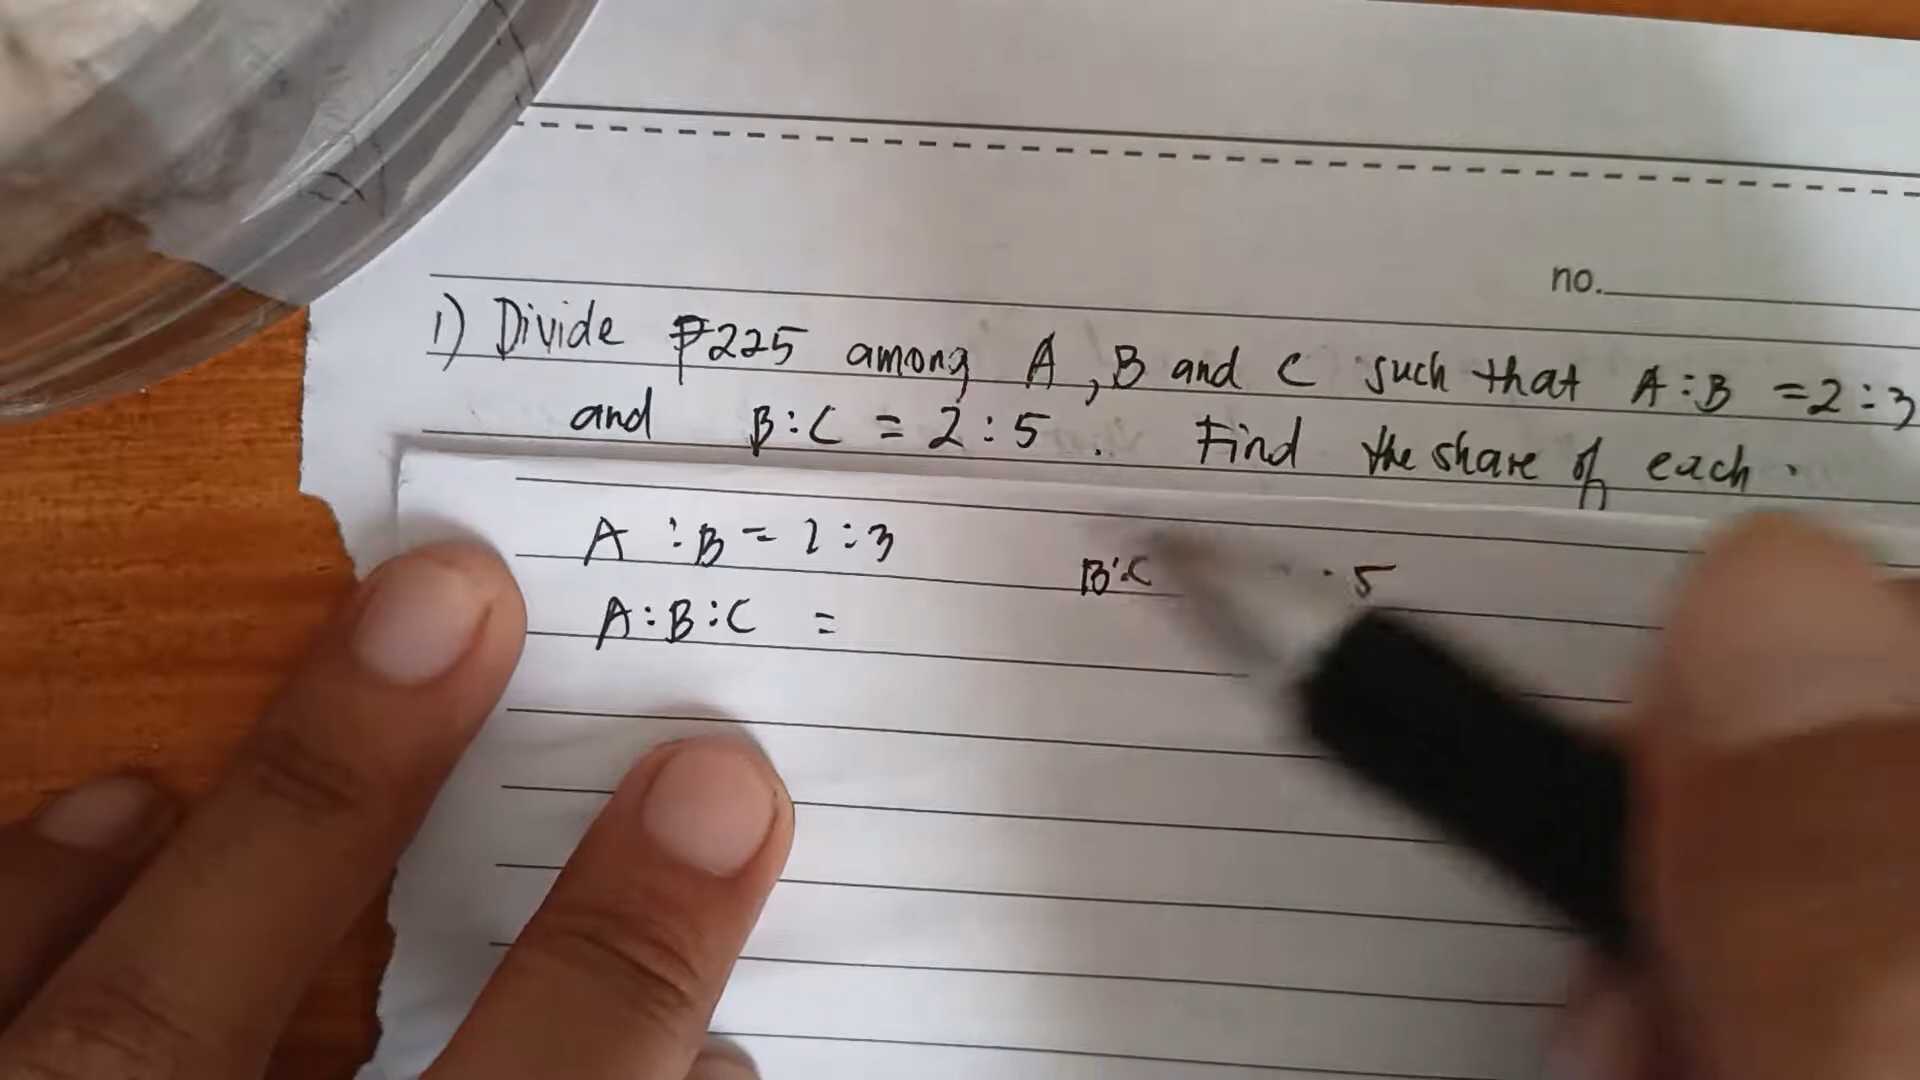 no.
1) Divide ₱225 among A, B and C such that A:B = 2:3
and B:C = 2:5. Find the share of each.
A : B = 2 : 3 B:C : 5
A:B:C =